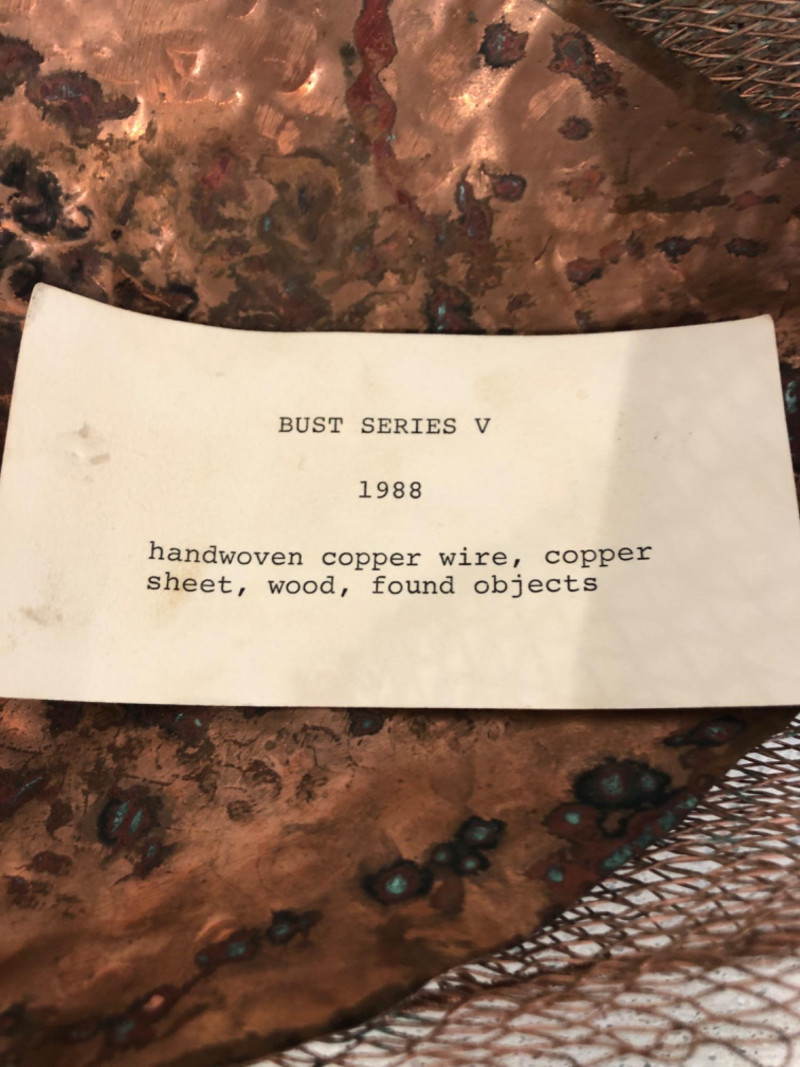 BUST SERIES V
1988
handwoven copper wire, copper
sheet, wood, found objects